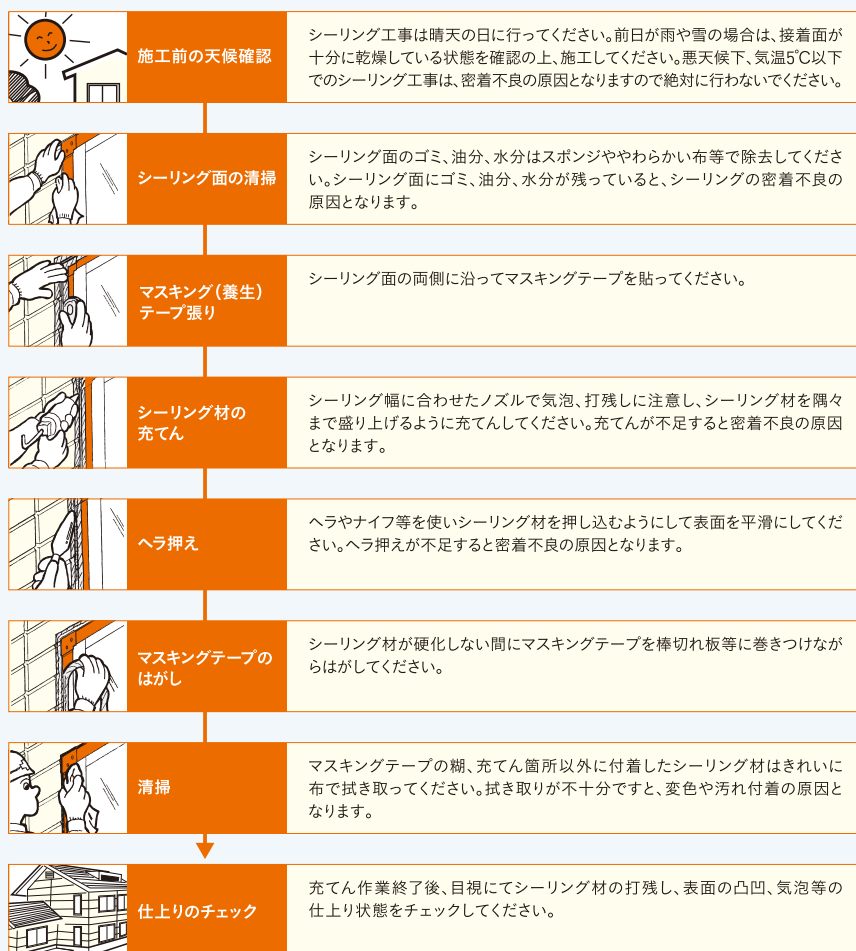 施工前の天候確認
シーリング工事は晴天の日に行ってください。前日が雨や雪の場合は、接着面が
十分に乾燥している状態を確認の上、施工してください。悪天候下、気温5℃以下
でのシーリング工事は、密着不良の原因となりますので絶対に行わないでください。
シーリング面の清掃
シーリング面のゴミ、油分、水分はスポンジややわらかい布等で除去してくださ
い。シーリング面にゴミ、油分、水分が残っていると、シーリングの密着不良の
原因となります。
マスキング（養生）
テープ張り
シーリング面の両側に沿ってマスキングテープを貼ってください。
シーリング材の
充てん
シーリング幅に合わせたノズルで気泡、打残しに注意し、シーリング材を隅々
まで盛り上げるように充てんしてください。充てんが不足すると密着不良の原因
となります。
ヘラ押え
ヘラやナイフ等を使いシーリング材を押し込むようにして表面を平滑にしてくだ
さい。ヘラ押えが不足すると密着不良の原因となります。
マスキングテープの
はがし
シーリング材が硬化しない間にマスキングテープを棒切れ板等に巻きつけなが
らはがしてください。
清掃
マスキングテープの糊、充てん箇所以外に付着したシーリング材はきれいに
布で拭き取ってください。拭き取りが不十分ですと、変色や汚れ付着の原因と
なります。
仕上りのチェック
充てん作業終了後、目視にてシーリング材の打残し、表面の凸凹、気泡等の
仕上り状態をチェックしてください。